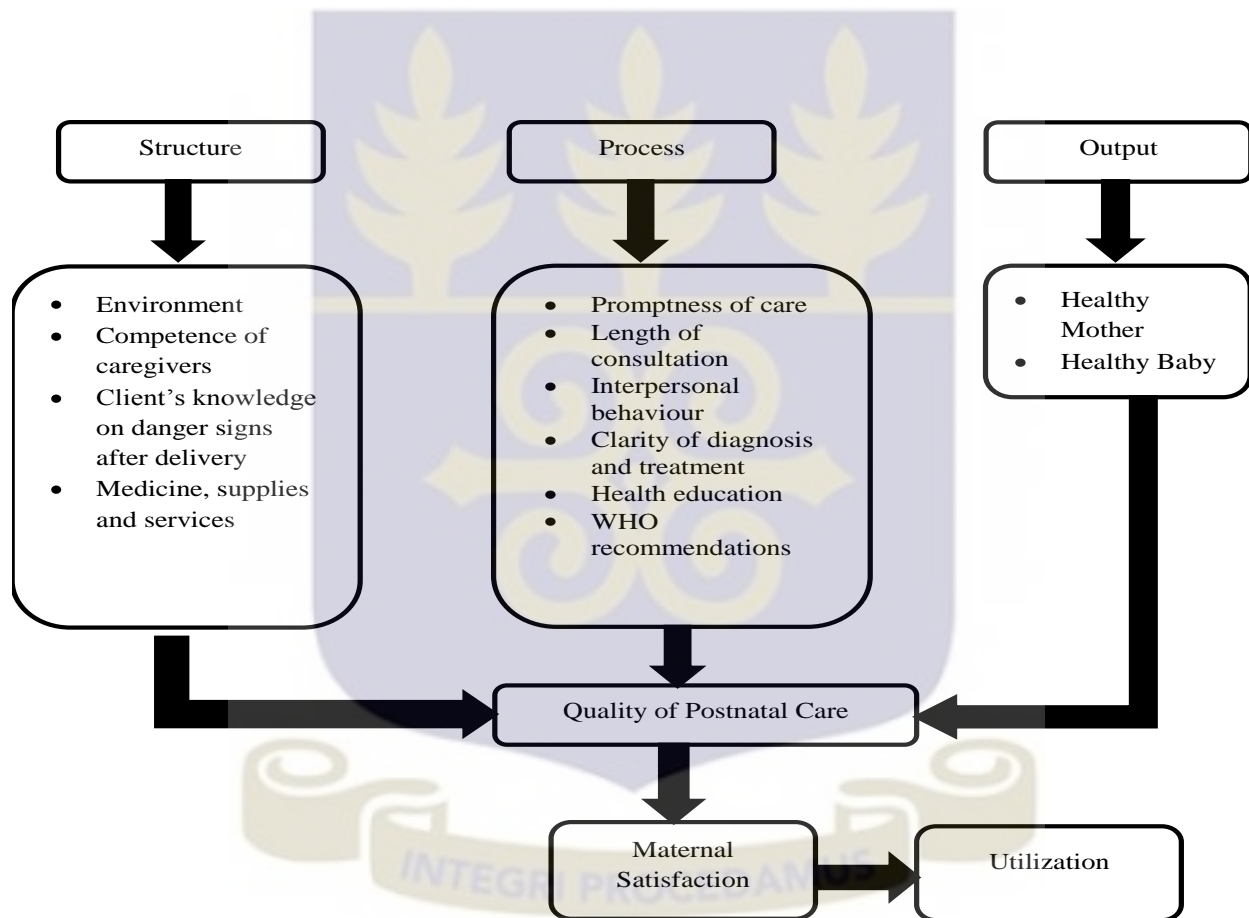 Structure
Process
Output
• Environment
• Competence of
caregivers
• Client’s knowledge
on danger signs
after delivery
• Medicine, supplies
and services
• Promptness of care
• Length of
consultation
• Interpersonal
behaviour
• Clarity of diagnosis
and treatment
• Health education
• WHO
recommendations
• Healthy
Mother
• Healthy Baby
Quality of Postnatal Care
Maternal
Satisfaction
Utilization
INTEGRI PROCEDAMUS